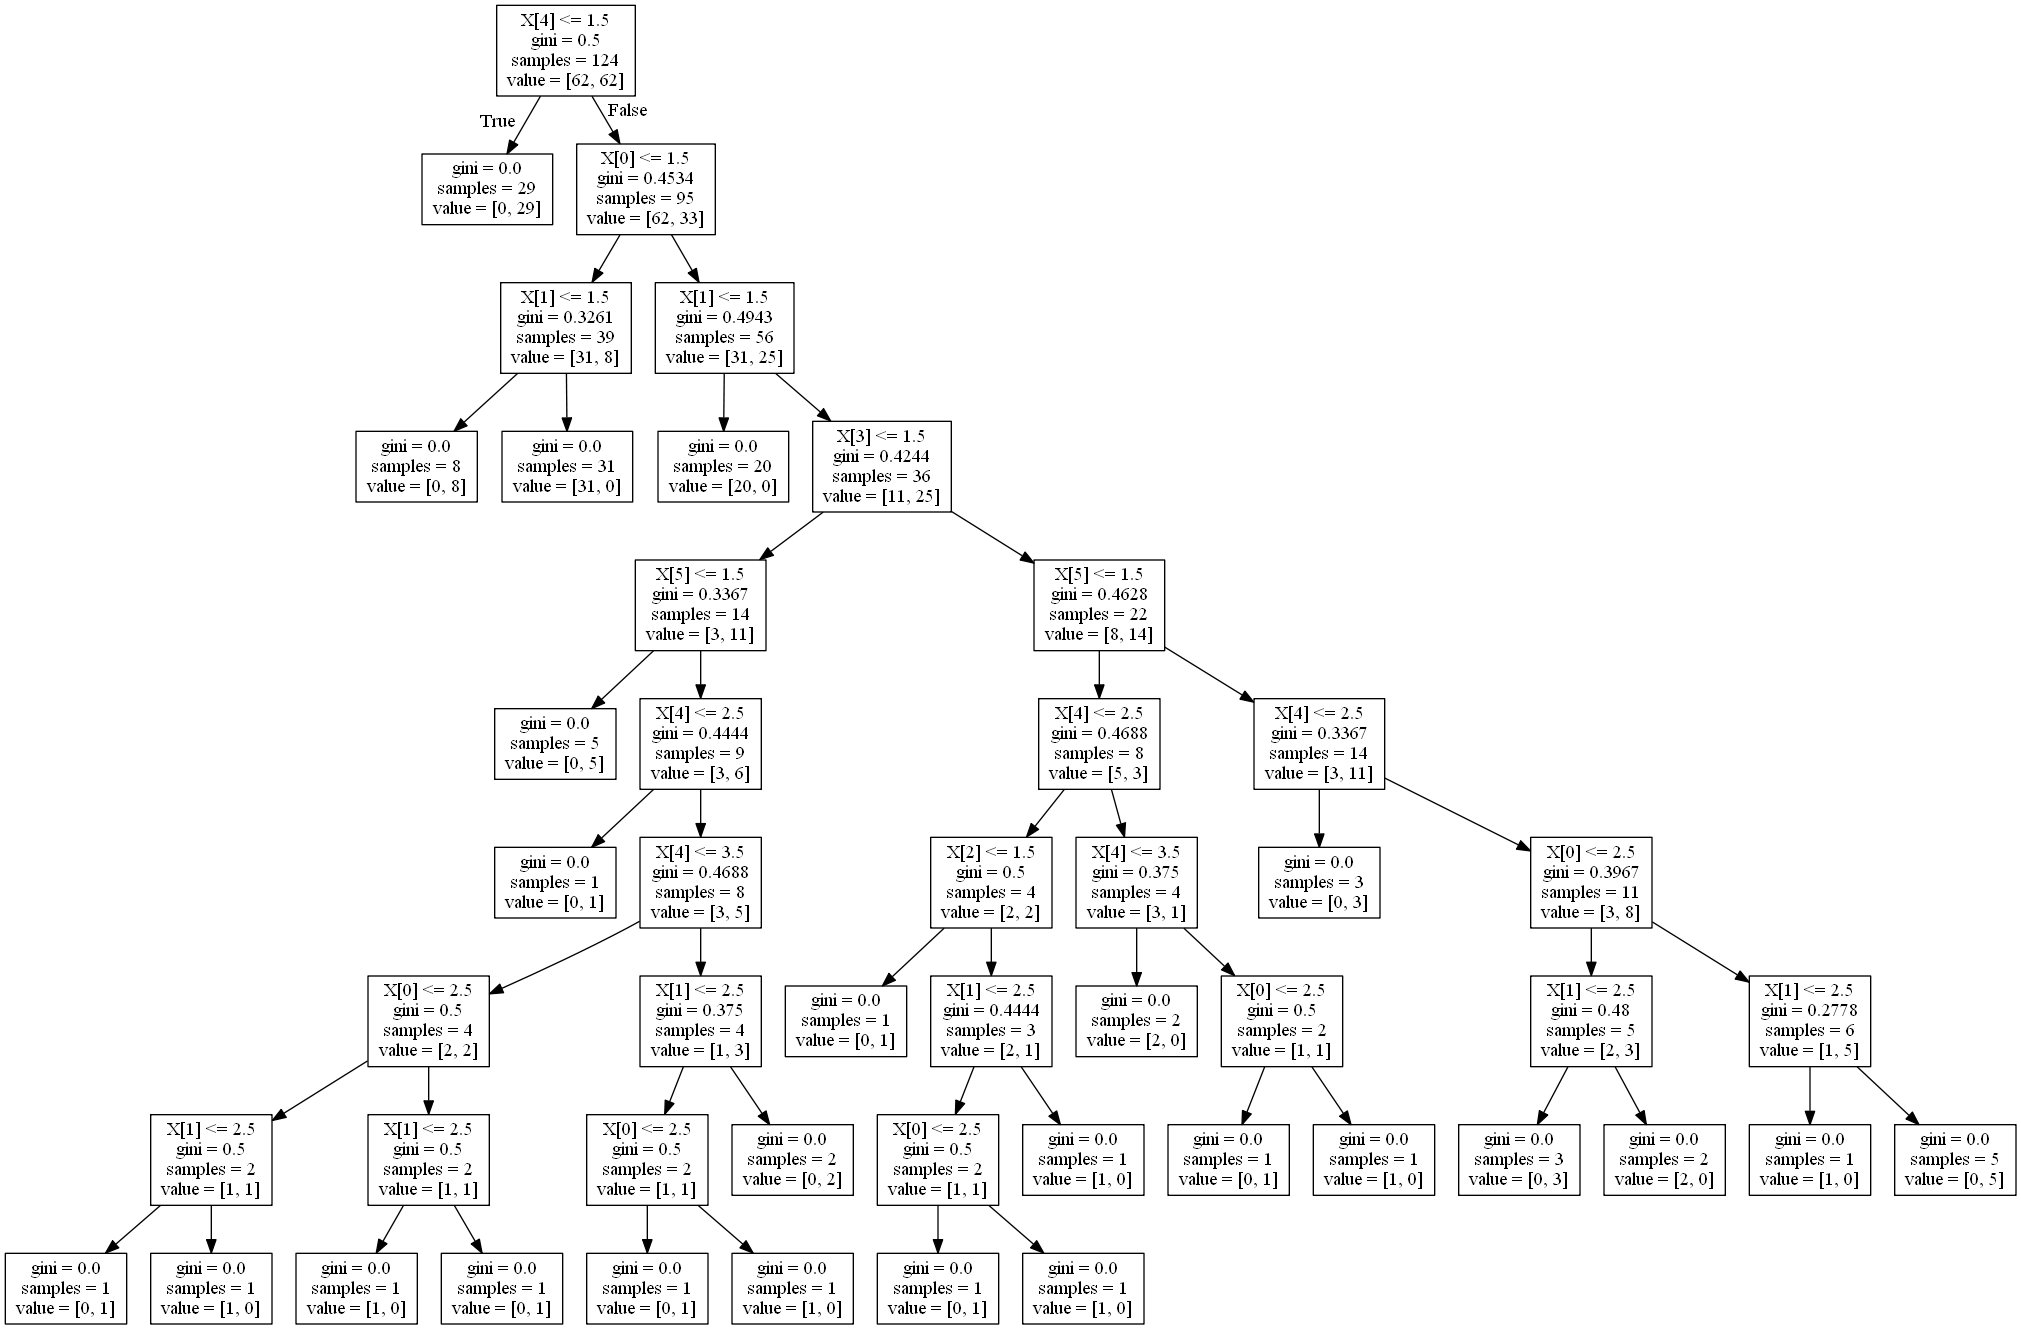 X[4] <= 1.5
gini = 0.5
samples = 124
value = [62, 62]
True
False
gini = 0.0
samples = 29
value = [0, 29]
X[0] <= 1.5
gini = 0.4534
samples = 95
value = [62, 33]
X[1] <= 1.5
gini = 0.3261
samples = 39
value = [31, 8]
X[1] <= 1.5
gini = 0.4943
samples = 56
value = [31, 25]
gini = 0.0
samples = 8
value = [0, 8]
gini = 0.0
samples = 31
value = [31, 0]
gini = 0.0
samples = 20
value = [20, 0]
X[3] <= 1.5
gini = 0.4244
samples = 36
value = [11, 25]
X[5] <= 1.5
gini = 0.3367
samples = 14
value = [3, 11]
X[5] <= 1.5
gini = 0.4628
samples = 22
value = [8, 14]
gini = 0.0
samples = 5
value = [0, 5]
X[4] <= 2.5
gini = 0.4444
samples = 9
value = [3, 6]
X[4] <= 2.5
gini = 0.4688
samples = 8
value = [5, 3]
X[4] <= 2.5
gini = 0.3367
samples = 14
value = [3, 11]
gini = 0.0
samples = 1
value = [0, 1]
X[4] <= 3.5
gini = 0.4688
samples = 8
value = [3, 5]
X[2] <= 1.5
gini = 0.5
samples = 4
value = [2, 2]
X[4] <= 3.5
gini = 0.375
samples = 4
value = [3, 1]
gini = 0.0
samples = 3
value = [0, 3]
X[0] <= 2.5
gini = 0.3967
samples = 11
value = [3, 8]
X[0] <= 2.5
gini = 0.5
samples = 4
value = [2, 2]
X[1] <= 2.5
gini = 0.375
samples = 4
value = [1, 3]
gini = 0.0
samples = 1
value = [0, 1]
X[1] <= 2.5
gini = 0.4444
samples = 3
value = [2, 1]
gini = 0.0
samples = 2
value = [2, 0]
X[0] <= 2.5
gini = 0.5
samples = 2
value = [1, 1]
X[1] <= 2.5
gini = 0.48
samples = 5
value = [2, 3]
X[1] <= 2.5
gini = 0.2778
samples = 6
value = [1, 5]
X[1] <= 2.5
gini = 0.5
samples = 2
value = [1, 1]
X[1] <= 2.5
gini = 0.5
samples = 2
value = [1, 1]
X[0] <= 2.5
gini = 0.5
samples = 2
value = [1, 1]
gini = 0.0
samples = 2
value = [0, 2]
X[0] <= 2.5
gini = 0.5
samples = 2
value = [1, 1]
gini = 0.0
samples = 1
value = [1, 0]
gini = 0.0
samples = 1
value = [0, 1]
gini = 0.0
samples = 1
value = [1, 0]
gini = 0.0
samples = 3
value = [0, 3]
gini = 0.0
samples = 2
value = [2, 0]
gini = 0.0
samples = 1
value = [1, 0]
gini = 0.0
samples = 5
value = [0, 5]
gini = 0.0
samples = 1
value = [0, 1]
gini = 0.0
samples = 1
value = [1, 0]
gini = 0.0
samples = 1
value = [1, 0]
gini = 0.0
samples = 1
value = [0, 1]
gini = 0.0
samples = 1
value = [0, 1]
gini = 0.0
samples = 1
value = [1, 0]
gini = 0.0
samples = 1
value = [0, 1]
gini = 0.0
samples = 1
value = [1, 0]